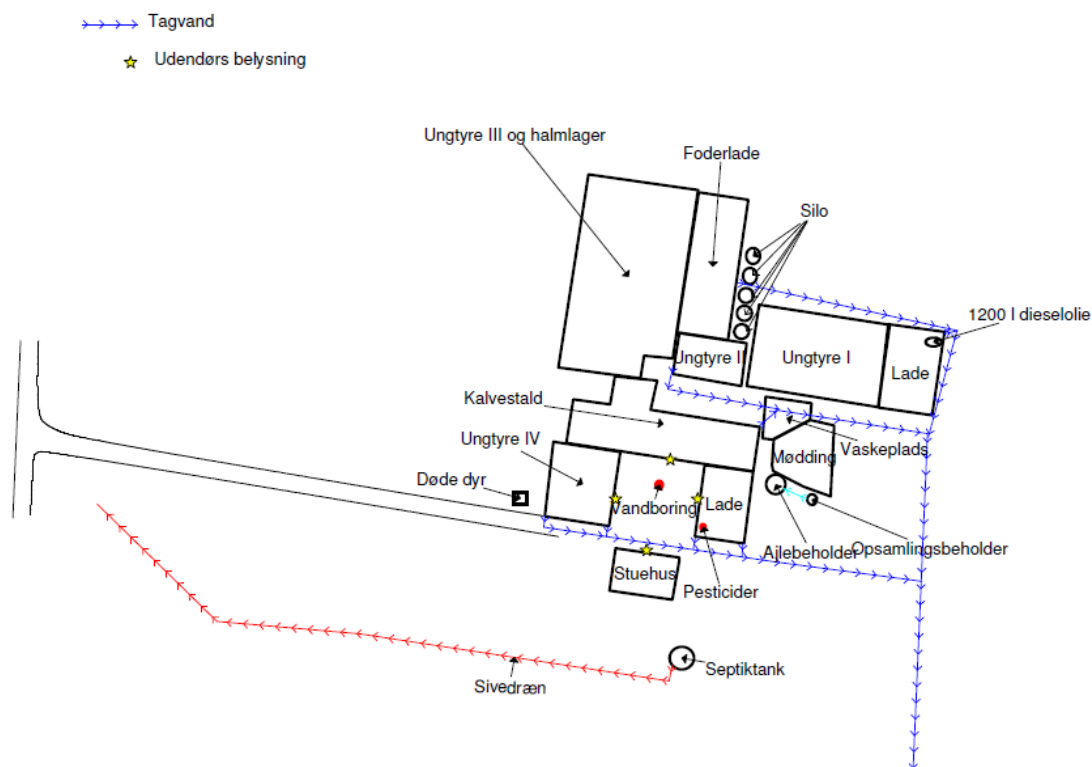 Tagvand
Udendørs belysning
Ungtyre III og halmlager
Foderlade
Silo
1200 l dieselolie
Ungtyre II
Ungtyre I
Lade
Kalvestald
Ungtyre IV
Vaskeplads
Mødding
Døde dyr
Vandboring
Lade
Ajlebeholder
Opsamlingsbeholder
Stuehus
Pesticider
Septiktank
Sivedræn